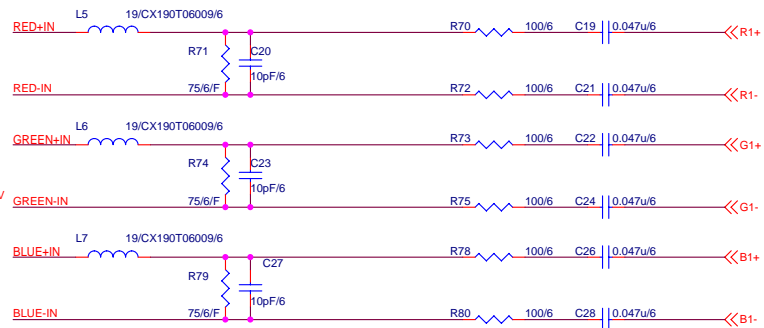 L5 19/CX190T06009/6
RED+IN
R70 100/6 C19 0.047u/6
R1+
R71
C20
10pF/6
75/6/F
RED-IN
R72 100/6 C21 0.047u/6
R1-
L6 19/CX190T06009/6
GREEN+IN
R73 100/6 C22 0.047u/6
G1+
R74
C23
10pF/6
75/6/F
V
GREEN-IN
R75 100/6 C24 0.047u/6
G1-
L7 19/CX190T06009/6
BLUE+IN
R78 100/6 C26 0.047u/6
B1+
R79
C27
10pF/6
75/6/F
BLUE-IN
R80 100/6 C28 0.047u/6
B1-